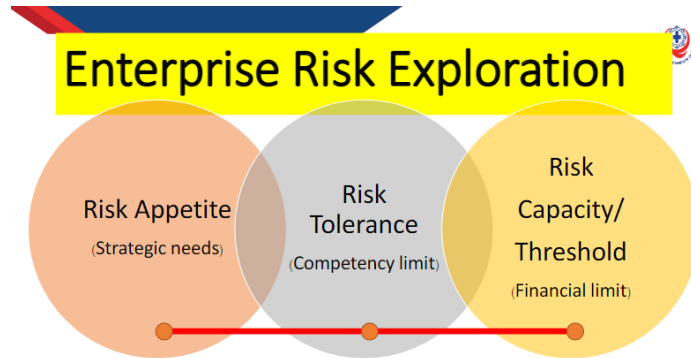 Enterprise Risk Exploration
Risk Appetite
(Strategic needs)
Risk
Tolerance
(Competency limit)
Risk
Capacity/
Threshold
(Financial limit)